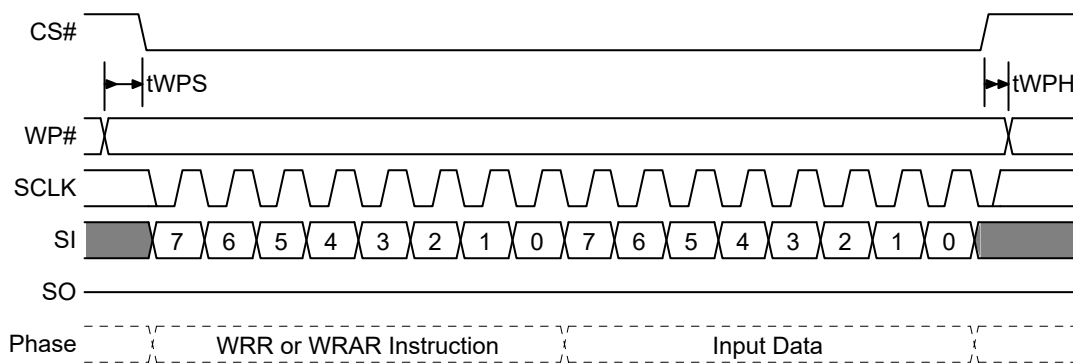 CS#
tWPS tWPH
WP#
SCLK
SI 7 6 5 4 3 2 1 0 7 6 5 4 3 2 1 0
SO
Phase WRR or WRAR Instruction Input Data